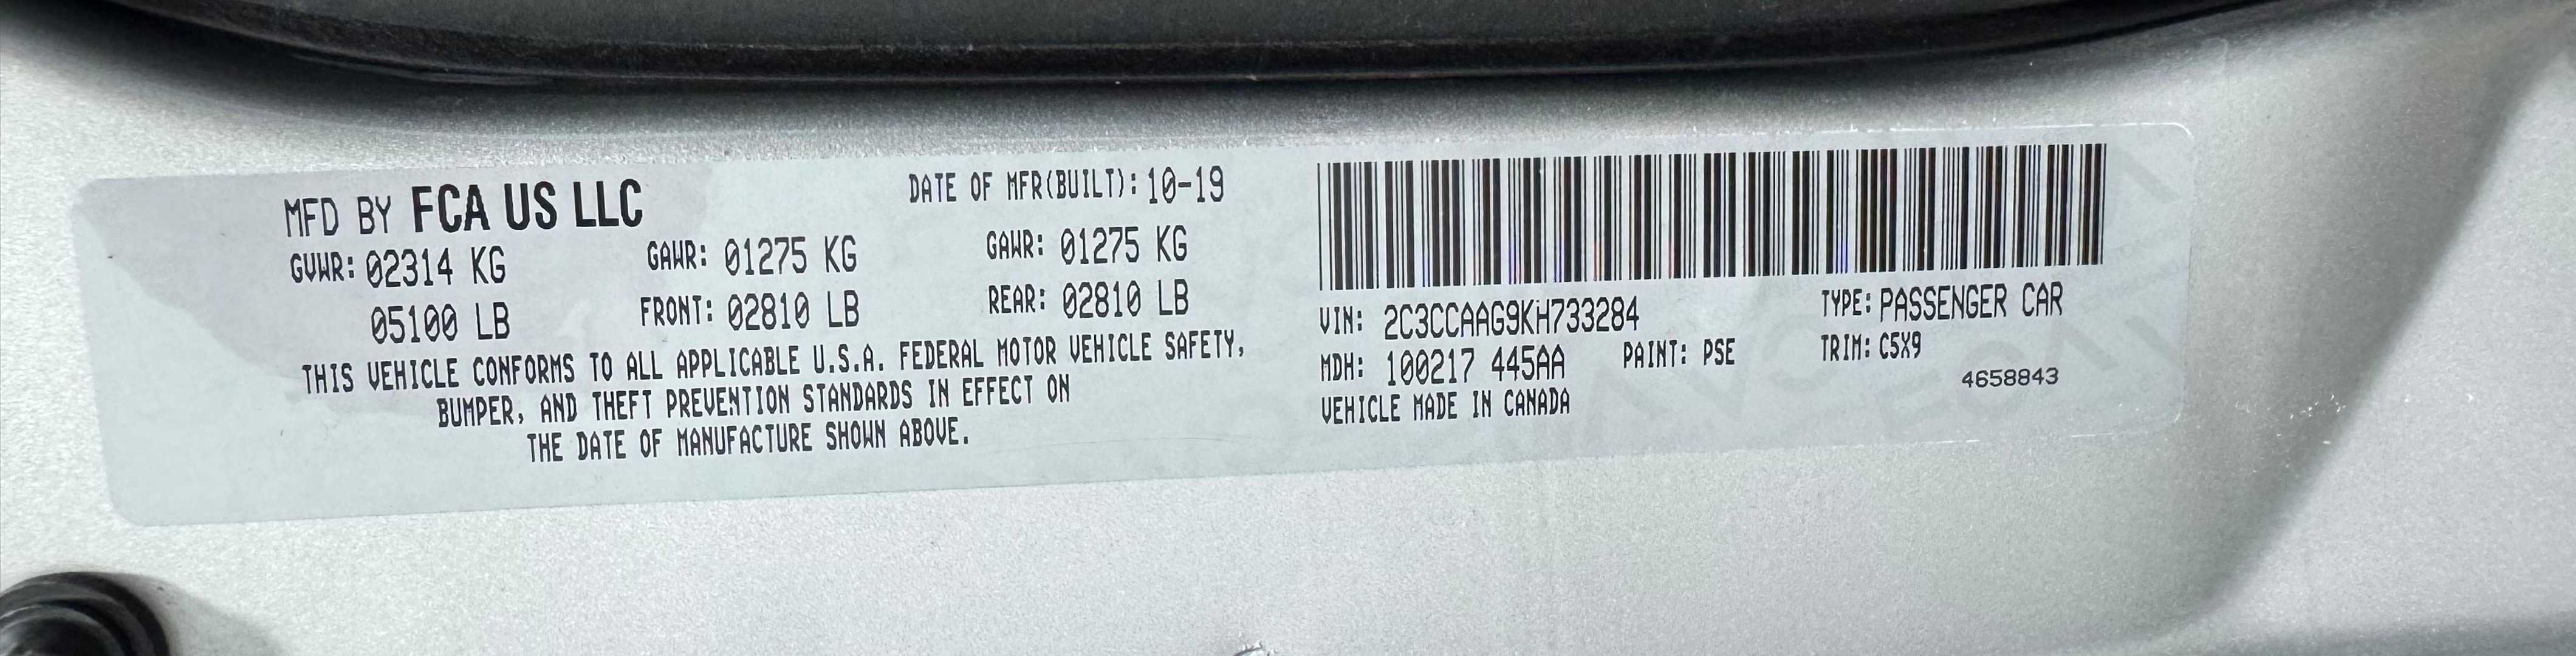 MFD BY FCA US LLC DATE OF MFR(BUILT): 10-19
GVWR: 02314 KG GAWR: 01275 KG GAWR: 01275 KG
05100 LB FRONT: 02810 LB REAR: 02810 LB
THIS VEHICLE CONFORMS TO ALL APPLICABLE U.S.A. FEDERAL MOTOR VEHICLE SAFETY,
BUMPER, AND THEFT PREVENTION STANDARDS IN EFFECT ON
THE DATE OF MANUFACTURE SHOWN ABOVE.
VIN: 2C3CCAAG9KH733284 TYPE: PASSENGER CAR
MDH: 100217 445AA PAINT: PSE TRIM: C5X9
4658843
VEHICLE MADE IN CANADA